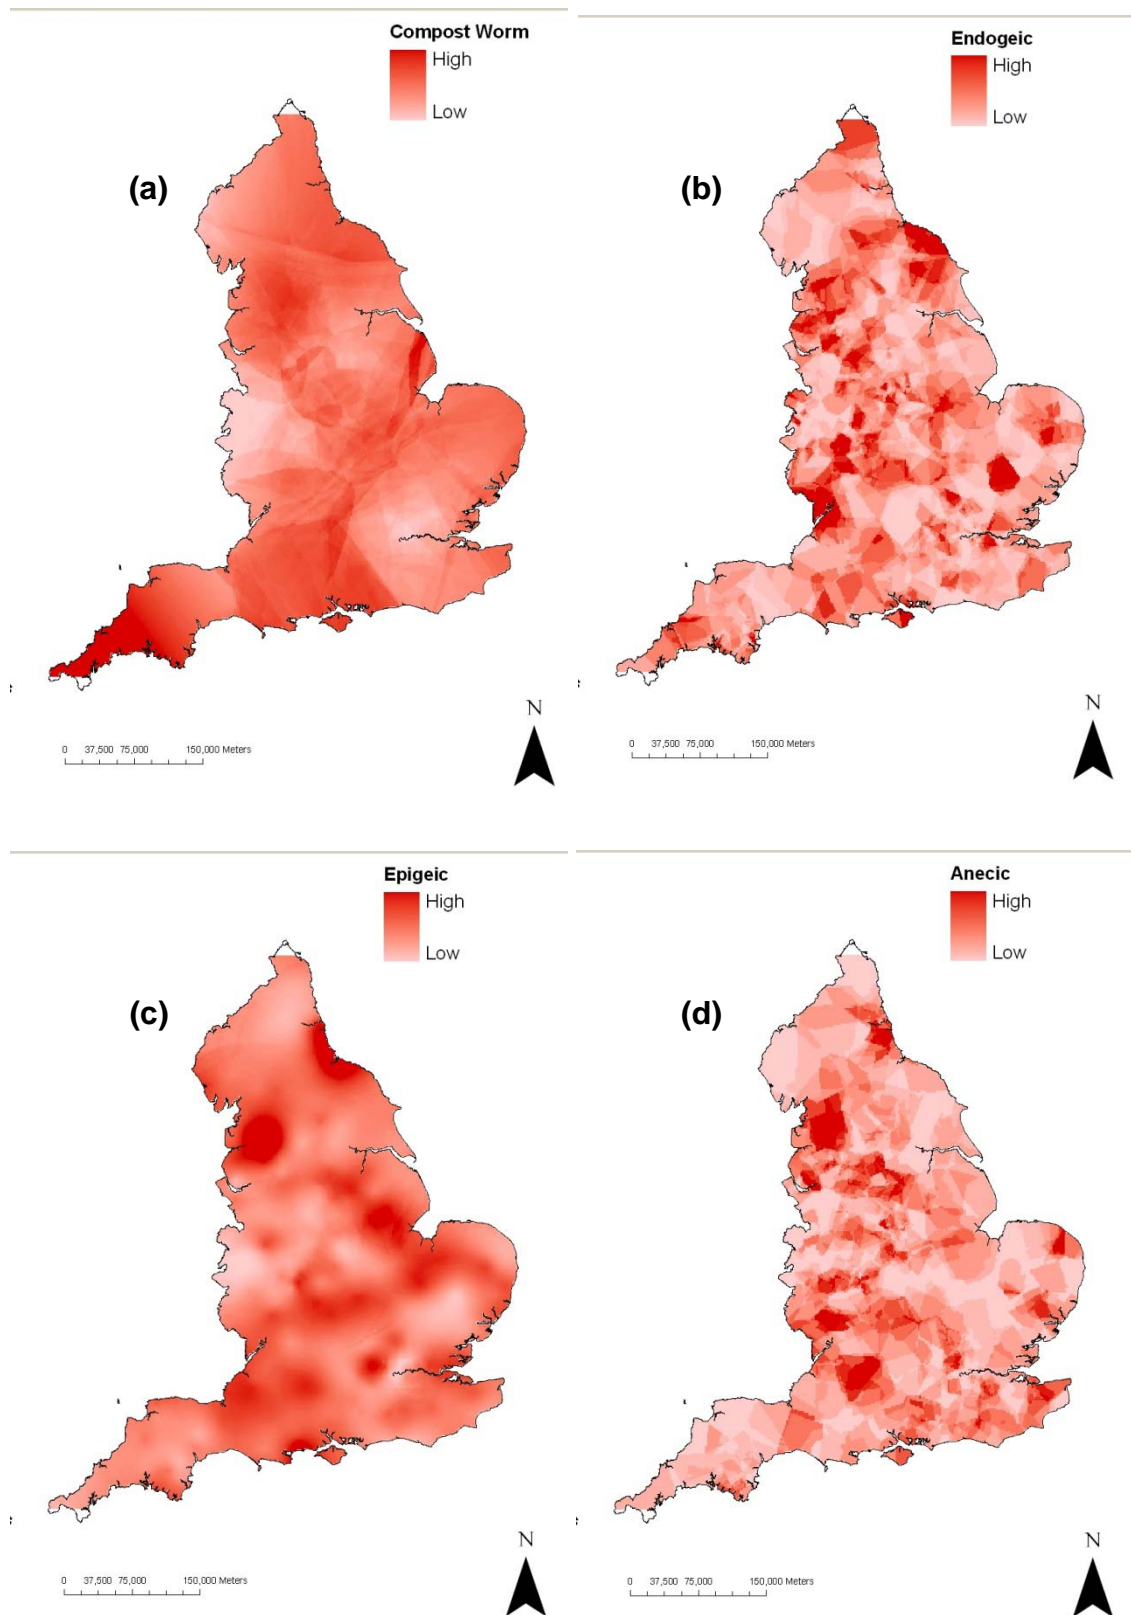 Compost Worm
High
Low
(a)
N
0 37,500 75,000 150,000 Meters
Endogeic
High
Low
(b)
N
0 37,500 75,000 150,000 Meters
Epigeic
High
Low
(c)
N
0 37,500 75,000 150,000 Meters
Anecic
High
Low
(d)
N
0 37,500 75,000 150,000 Meters